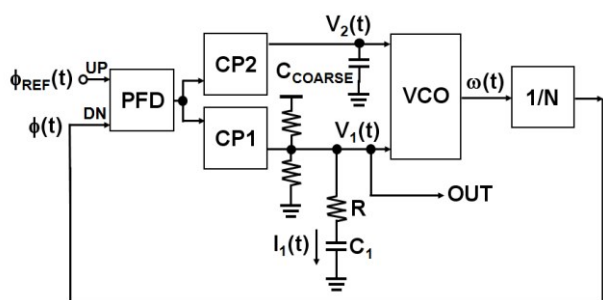 V₂(t)
ϕREF(t)
UP
PFD
CP2
CCOARSE
VCO
ω(t)
1/N
ϕ(t)
DN
CP1
V₁(t)
OUT
R
I₁(t)
C₁